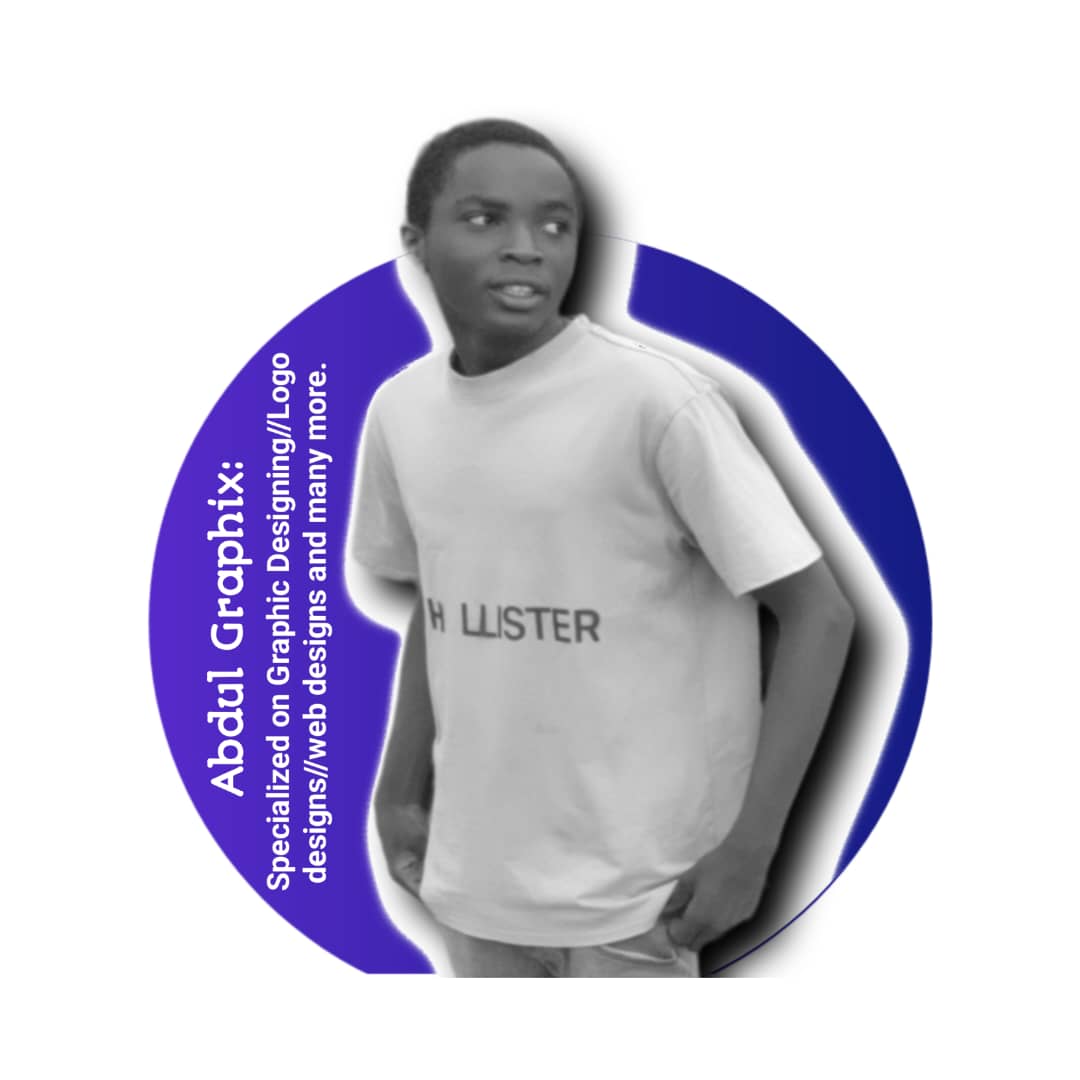 Abdul Graphix:
Specialized on Graphic Designing//Logo
designs//web designs and many more.
H LLISTER